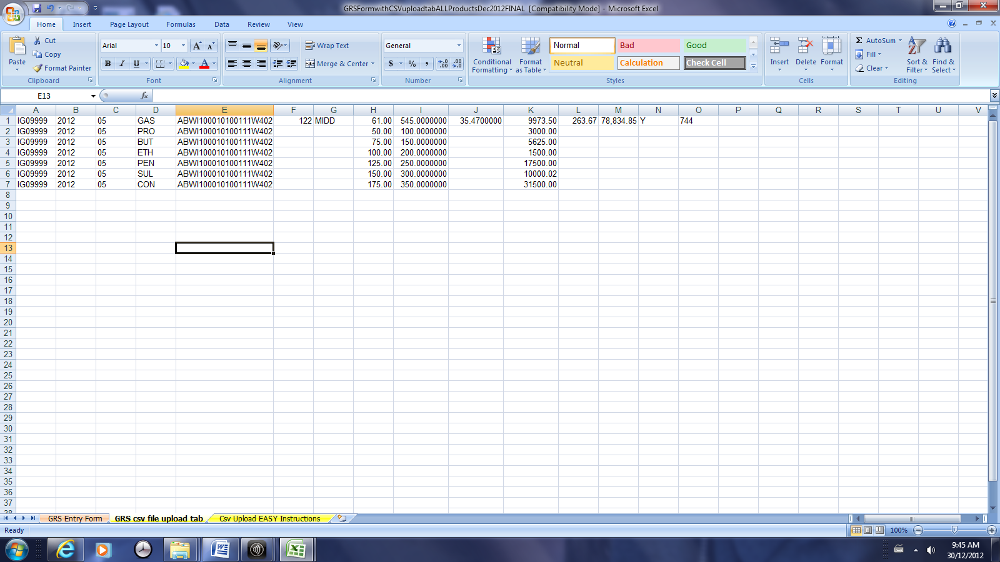 GRSFormwithCSVuploadtabALLProductsDec2012FINAL [Compatibility Mode] - Microsoft Excel
Home Insert Page Layout Formulas Data Review View
Paste Cut Copy Format Painter Clipboard
Arial 10 A A B I U A Font
Wrap Text Merge & Center Alignment
General $ % , .00 .00 Number
Conditional Formatting Format as Table Normal Bad Good Neutral Calculation Check Cell Styles
Insert Delete Format Cells
Σ AutoSum Fill Clear Sort & Filter Find & Select Editing
E13 fx
A B C D E F G H I J K L M N O P Q R S T U V
1 IG09999 2012 05 GAS ABWI100010100111W402 122 MIDD 61.00 545.0000000 35.4700000 9973.50 263.67 78,834.85 Y 744
2 IG09999 2012 05 PRO ABWI100010100111W402 50.00 100.0000000 3000.00
3 IG09999 2012 05 BUT ABWI100010100111W402 75.00 150.0000000 5625.00
4 IG09999 2012 05 ETH ABWI100010100111W402 100.00 200.0000000 1500.00
5 IG09999 2012 05 PEN ABWI100010100111W402 125.00 250.0000000 17500.00
6 IG09999 2012 05 SUL ABWI100010100111W402 150.00 300.0000000 10000.02
7 IG09999 2012 05 CON ABWI100010100111W402 175.00 350.0000000 31500.00
8
9
10
11
12
13
14
15
16
17
18
19
20
21
22
23
24
25
26
27
28
29
30
31
32
33
34
35
36
37
38
GRS Entry Form GRS csv file upload tab Csv Upload EASY Instructions
Ready 100%
9:45 AM
30/12/2012